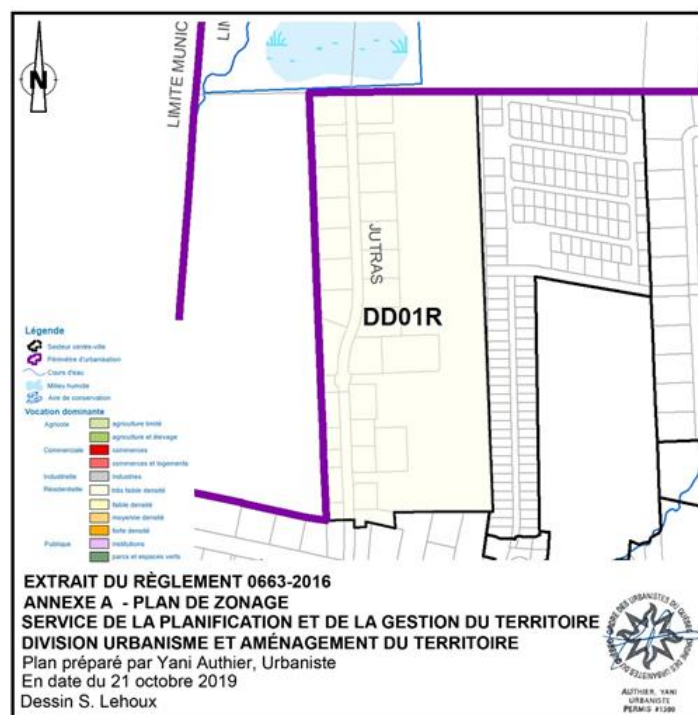 N
LIMITE MUNIC
LIM
JUTRAS
DD01R
Légende
Secteur centre-ville
Périmètre d'urbanisation
Cours d'eau
Milieu humide
Aire de conservation
Vocation dominante
Agricole
agriculture limité
agriculture et élevage
Commerciale
commerces
commerces et logements
Industrielle
industries
Résidentielle
très faible densité
faible densité
moyenne densité
forte densité
Publique
institutions
parcs et espaces verts
EXTRAIT DU RÈGLEMENT 0663-2016
ANNEXE A - PLAN DE ZONAGE
SERVICE DE LA PLANIFICATION ET DE LA GESTION DU TERRITOIRE
DIVISION URBANISME ET AMÉNAGEMENT DU TERRITOIRE
Plan préparé par Yani Authier, Urbaniste
En date du 21 octobre 2019
Dessin S. Lehoux
ORDRE DES URBANISTES DU QUÉBEC
AUTHIER, YANI
URBANISTE
PERMIS #1389